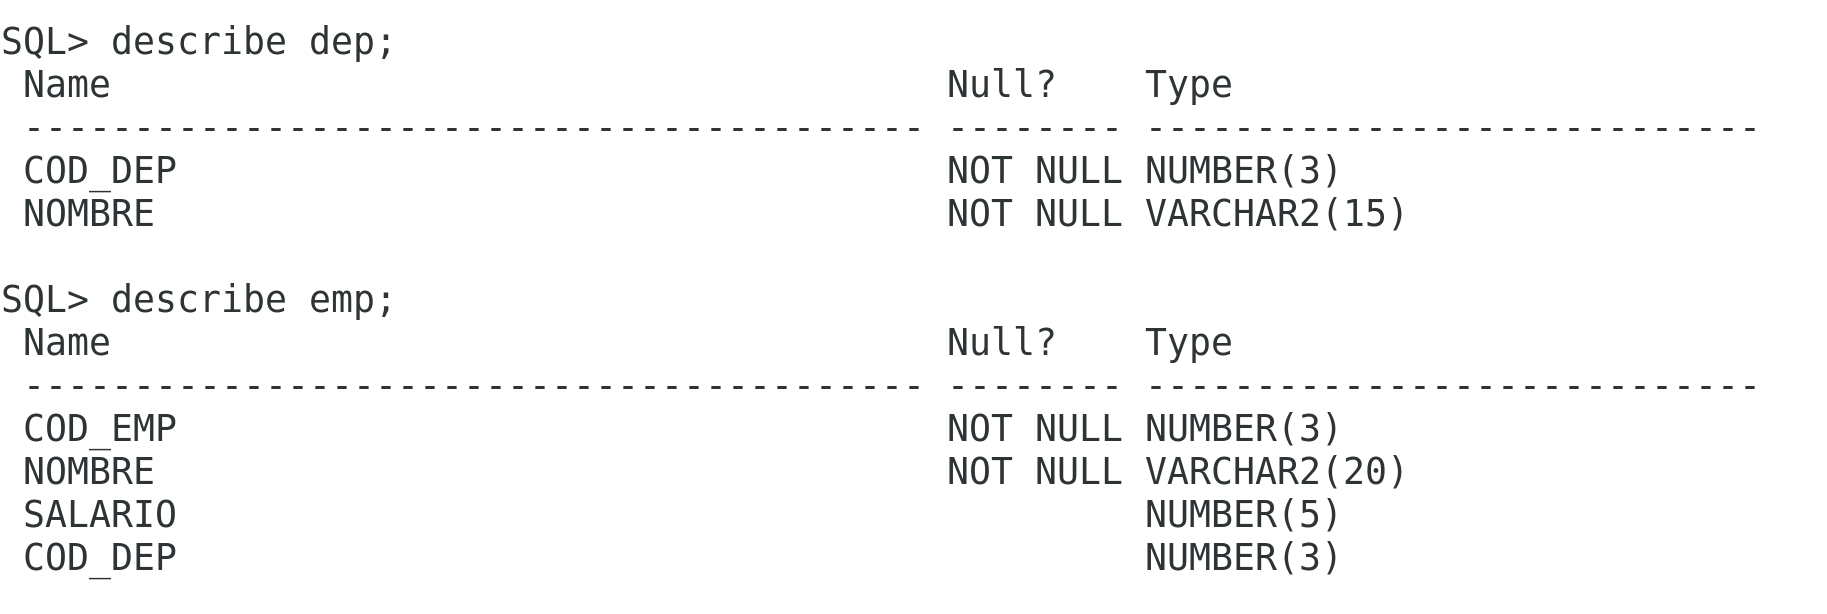 SQL> describe dep;
 Name                                      Null?    Type
 ----------------------------------------- -------- ----------------------------
 COD_DEP                                   NOT NULL NUMBER(3)
 NOMBRE                                    NOT NULL VARCHAR2(15)

SQL> describe emp;
 Name                                      Null?    Type
 ----------------------------------------- -------- ----------------------------
 COD_EMP                                   NOT NULL NUMBER(3)
 NOMBRE                                    NOT NULL VARCHAR2(20)
 SALARIO                                            NUMBER(5)
 COD_DEP                                            NUMBER(3)